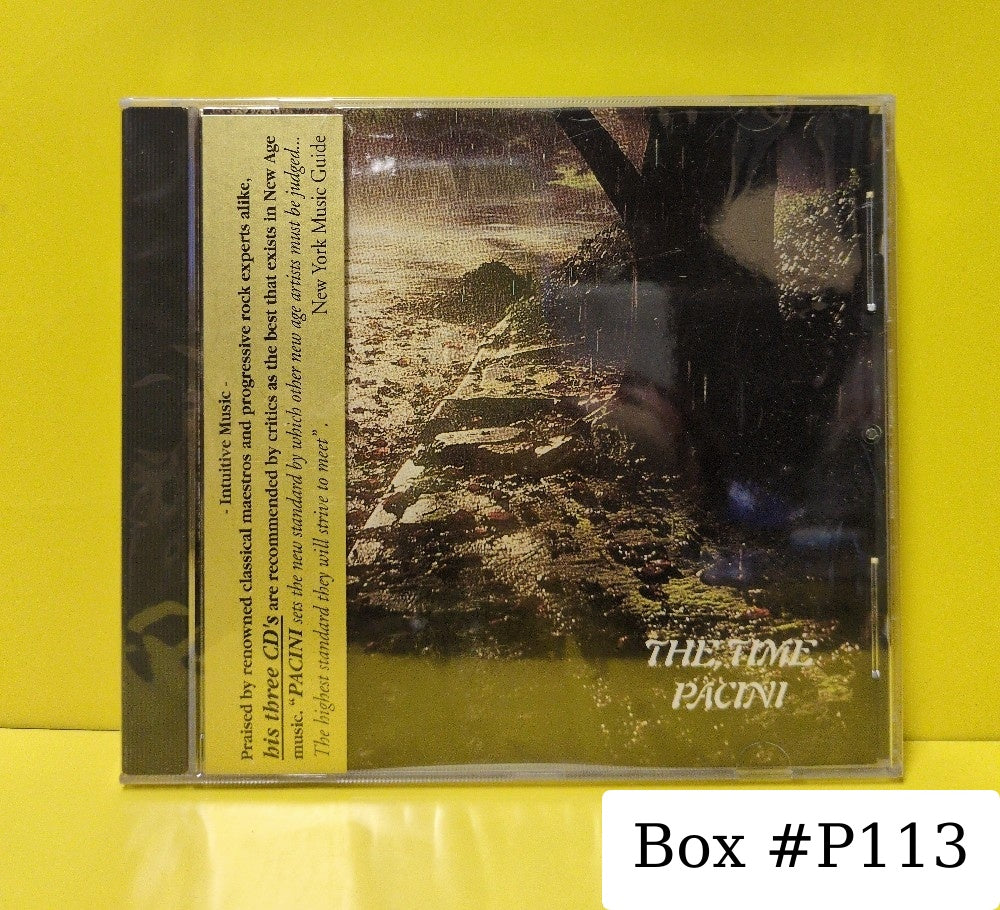 - Intuitive Music -
Praised by renowned classical maestros and progressive rock experts alike,
his three CD's are recommended by critics as the best that exists in New Age
music. “PACINI sets the new standard by which other new age artists must be judged...
The highest standard they will strive to meet”.
New York Music Guide
THE TIME
PACINI
Box #P113